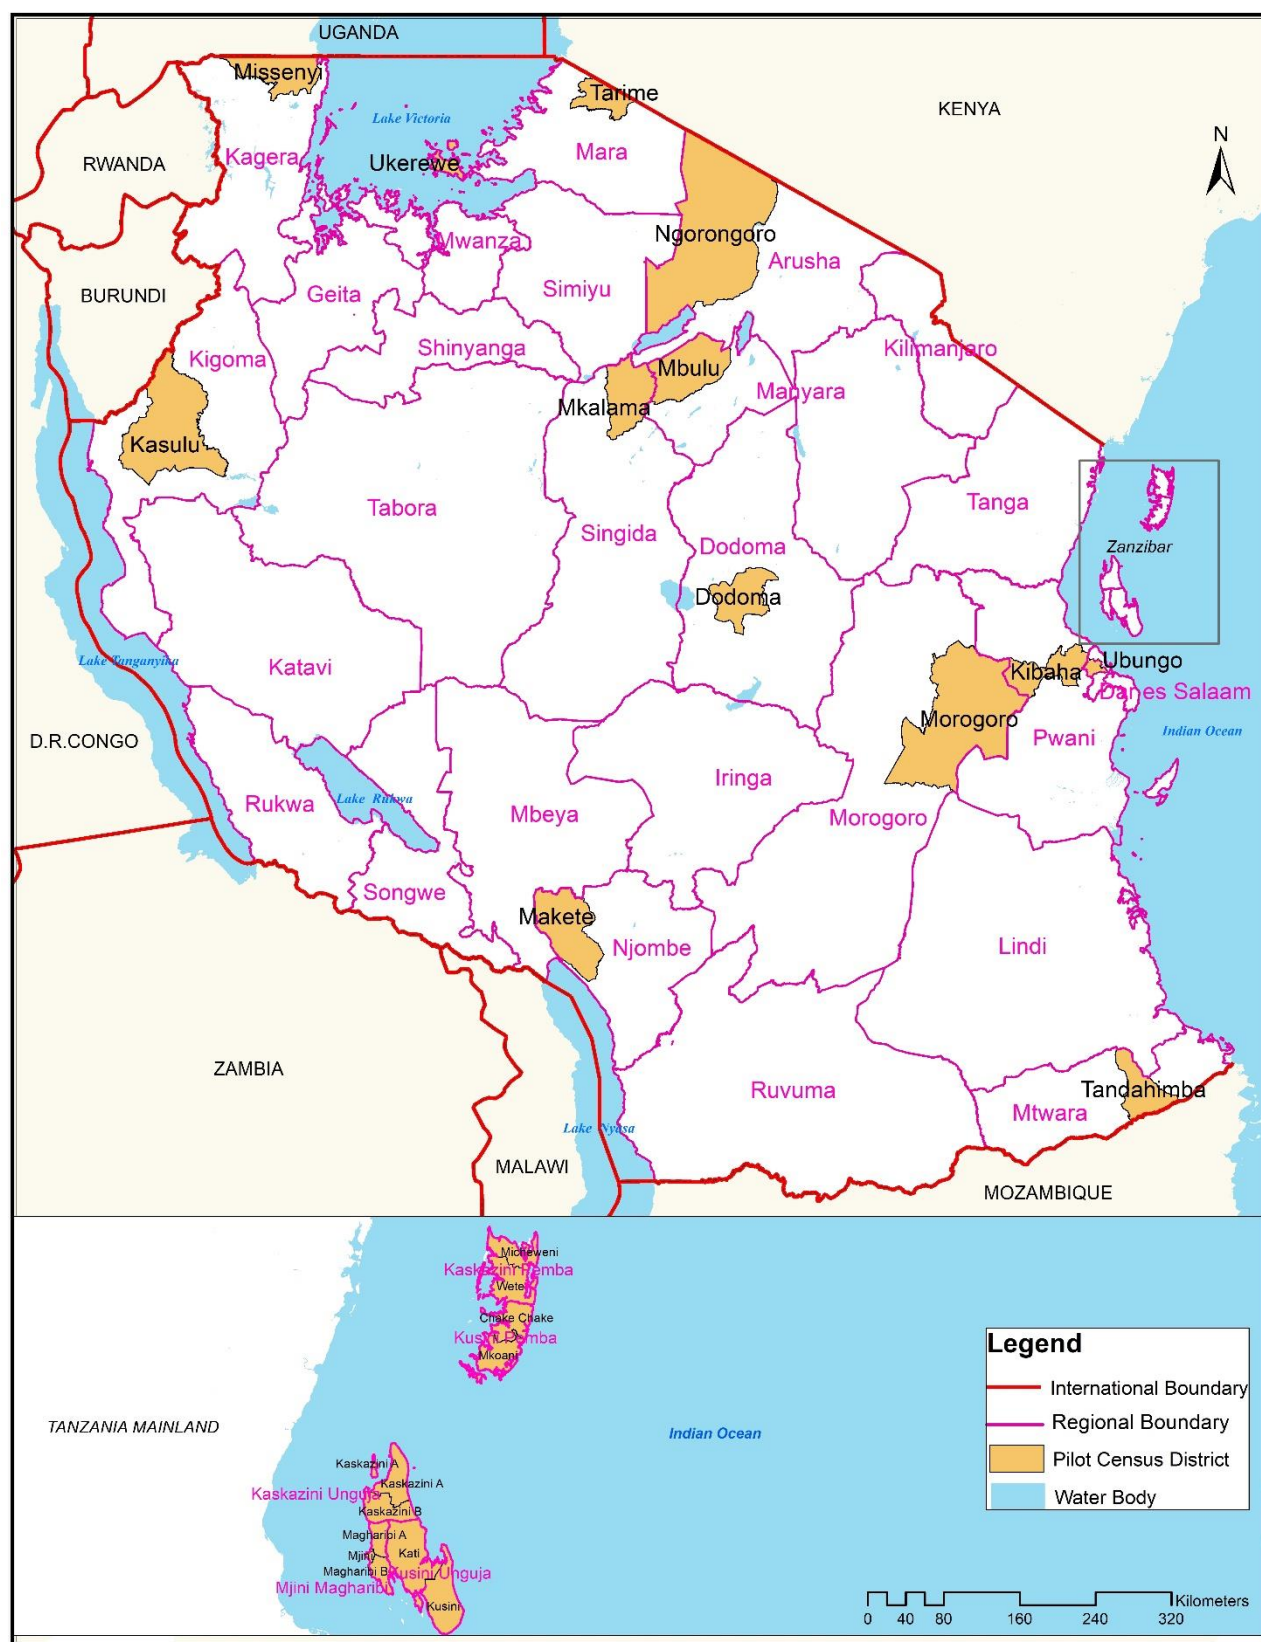 UGANDA
Missenyi
Tarime
KENYA
Lake Victoria
N
RWANDA
Kagera
Ukerewe
Mara
Ngorongoro
Mwanza
Arusha
BURUNDI
Geita
Simiyu
Kigoma
Shinyanga
Kilimanjaro
Mbulu
Manyara
Mkalama
Kasulu
Tabora
Tanga
Singida
Dodoma
Zanzibar
Dodoma
Lake Tanganyika
Katavi
Kibaha
Ubungo
Dar es Salaam
Morogoro
D.R.CONGO
Pwani
Indian Ocean
Iringa
Rukwa
Lake Rukwa
Mbeya
Morogoro
Songwe
Makete
Njombe
Lindi
ZAMBIA
Ruvuma
Tandahimba
Mtwara
Lake Nyasa
MALAWI
MOZAMBIQUE
Micheweni
Kaskazini Pemba
Wete
Chake Chake
Kusini Pemba
Mkoani
Legend
International Boundary
Regional Boundary
Pilot Census District
Water Body
TANZANIA MAINLAND
Indian Ocean
Kaskazini A
Kaskazini A
Kaskazini Unguja
Kaskazini B
Magharibi A
Mjini
Kati
Magharibi B
Kusini Unguja
Mjini Magharibi
Kusini
Kilometers
0 40 80 160 240 320